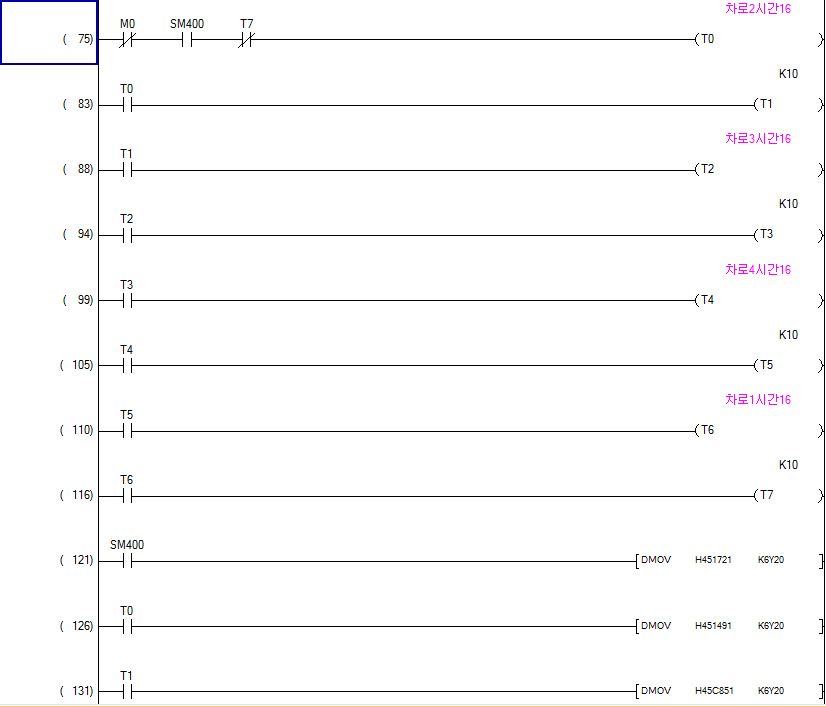 차로2시간16
M0 SM400 T7
( 75) (T0 )
K10
T0
( 83) (T1 )
차로3시간16
T1
( 88) (T2 )
K10
T2
( 94) (T3 )
차로4시간16
T3
( 99) (T4 )
K10
T4
( 105) (T5 )
차로1시간16
T5
( 110) (T6 )
K10
T6
( 116) (T7 )
SM400
( 121) [DMOV H451721 K6Y20 ]
T0
( 126) [DMOV H451491 K6Y20 ]
T1
( 131) [DMOV H45C851 K6Y20 ]